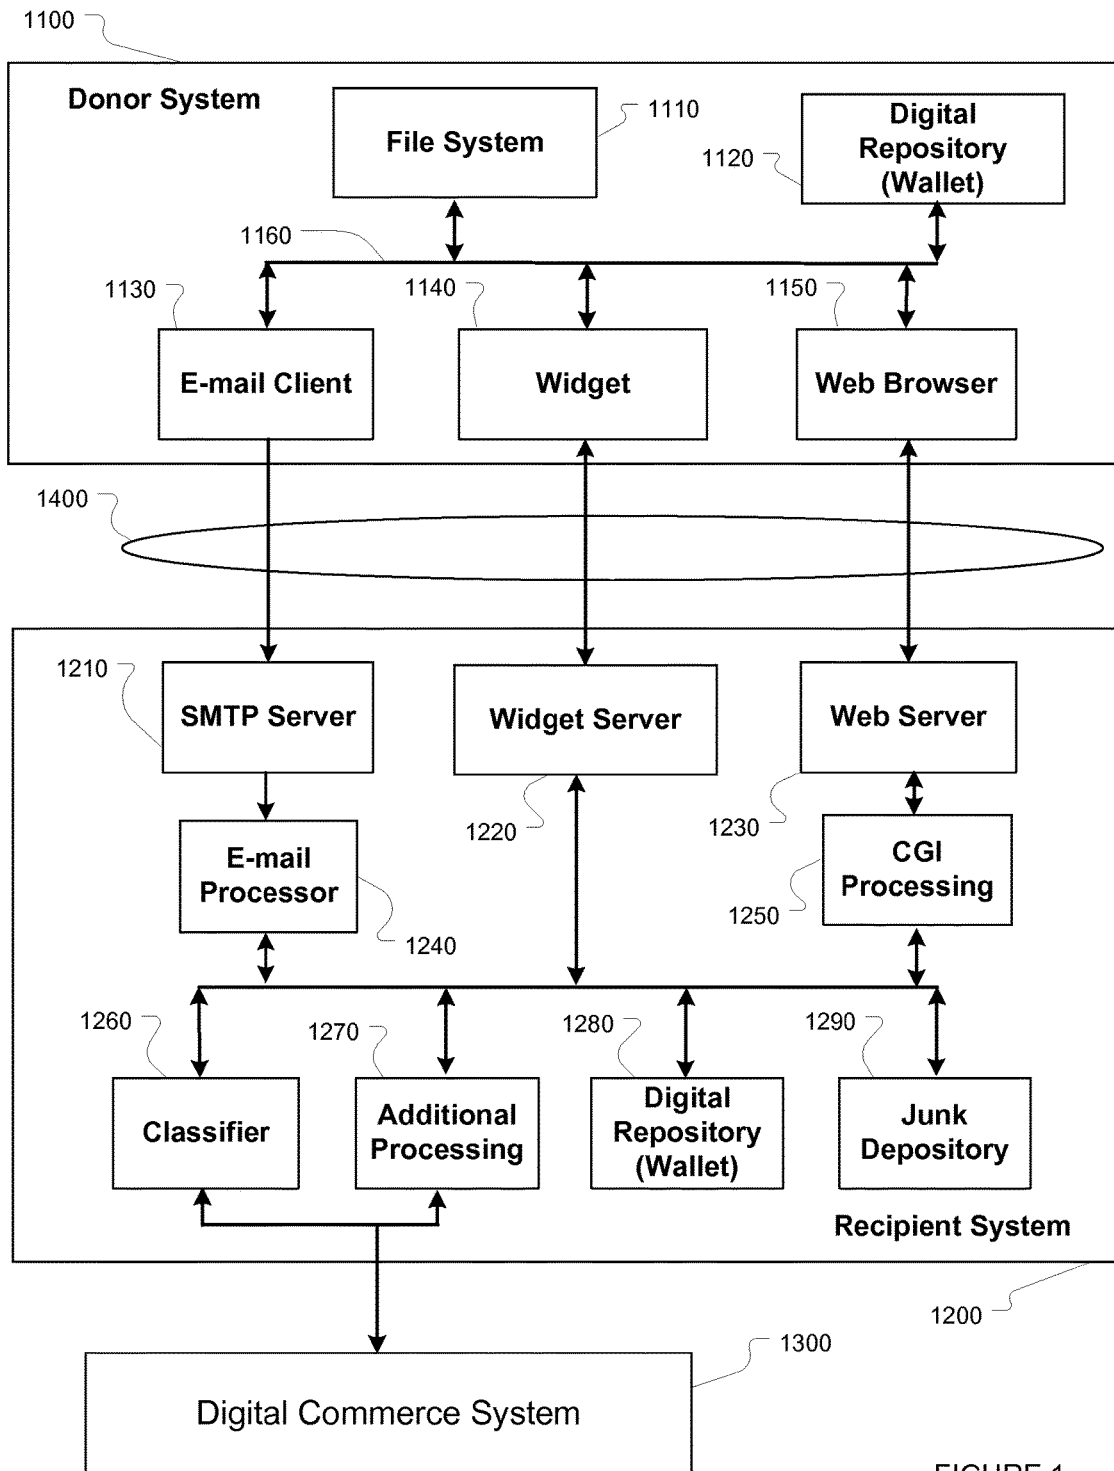 1100
Donor System
File System
1110
Digital
Repository
(Wallet)
1120
1160
1130
1140
1150
E-mail Client
Widget
Web Browser
1400
1210
SMTP Server
Widget Server
Web Server
1220
1230
E-mail
Processor
1240
CGI
Processing
1250
1260
1270
1280
1290
Classifier
Additional
Processing
Digital
Repository
(Wallet)
Junk
Depository
Recipient System
1200
1300
Digital Commerce System
FIGURE 1